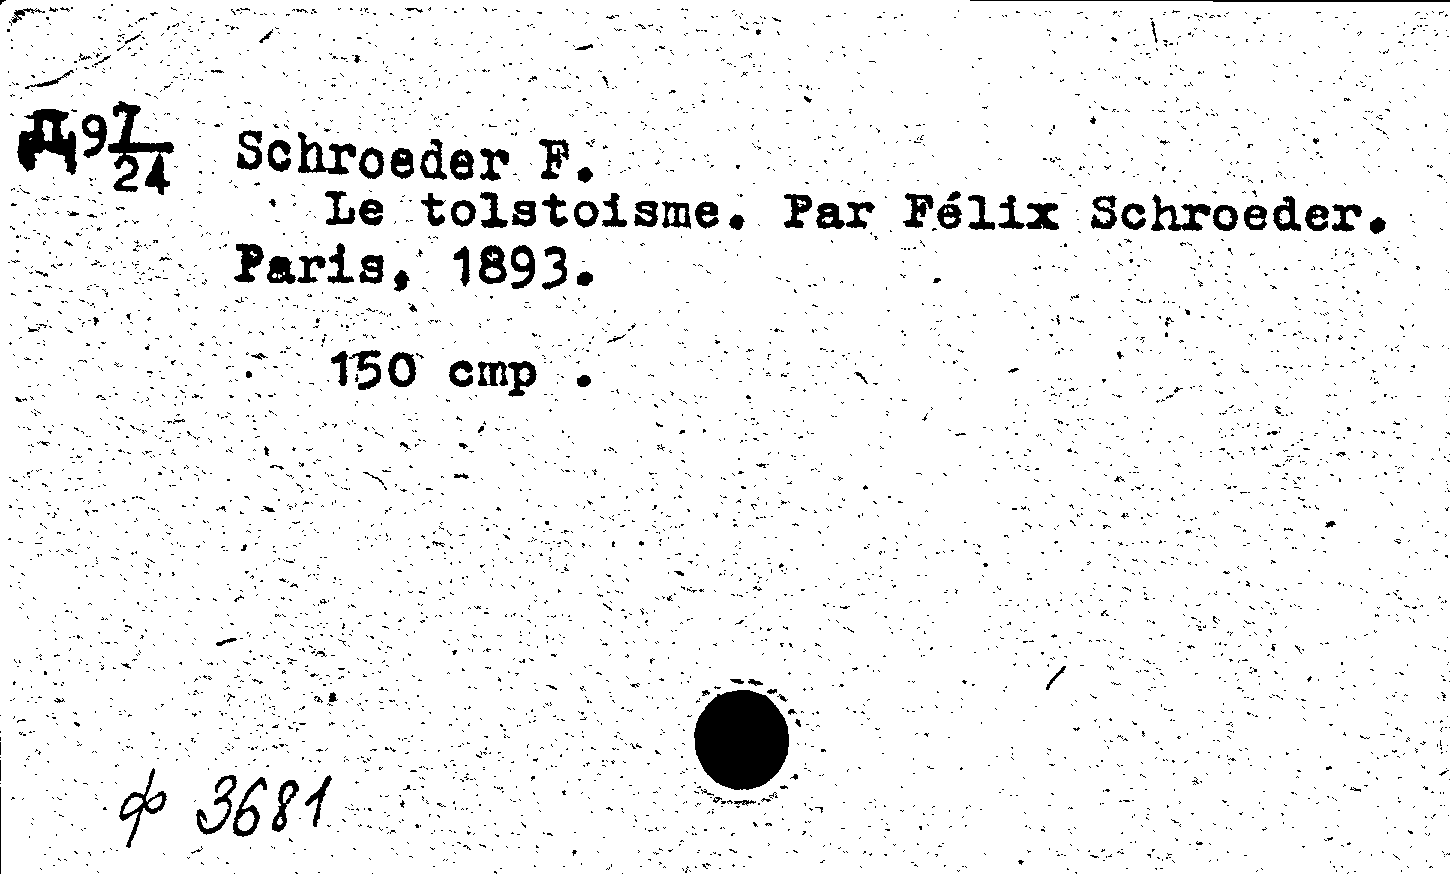 Д97/24
Schroeder F.
Le tolstoisme. Par Félix Schroeder.
Paris, 1893.
150 стр .
ф 3681